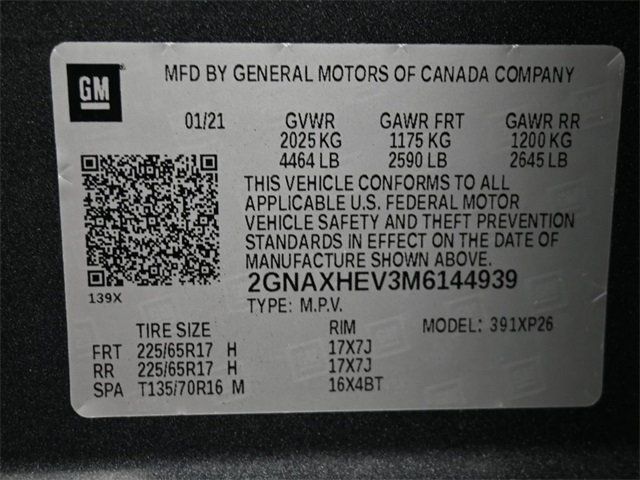 GM
MFD BY GENERAL MOTORS OF CANADA COMPANY
01/21 GVWR GAWR FRT GAWR RR
2025 KG 1175 KG 1200 KG
4464 LB 2590 LB 2645 LB
THIS VEHICLE CONFORMS TO ALL
APPLICABLE U.S. FEDERAL MOTOR
VEHICLE SAFETY AND THEFT PREVENTION
STANDARDS IN EFFECT ON THE DATE OF
MANUFACTURE SHOWN ABOVE.
2GNAXHEV3M6144939
139X TYPE: M.P.V.
TIRE SIZE RIM MODEL: 391XP26
FRT 225/65R17 H 17X7J
RR 225/65R17 H 17X7J
SPA T135/70R16 M 16X4BT